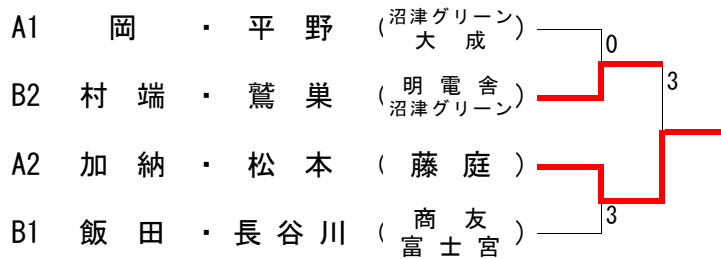 A1 岡 ・ 平 野 (沼津グリーン 大 成) 0
B2 村 端 ・ 鷲 巣 (明 電 舎 沼津グリーン) 3
A2 加 納 ・ 松 本 (藤 庭)
B1 飯 田 ・ 長 谷 川 (商 友 富 士 宮) 3